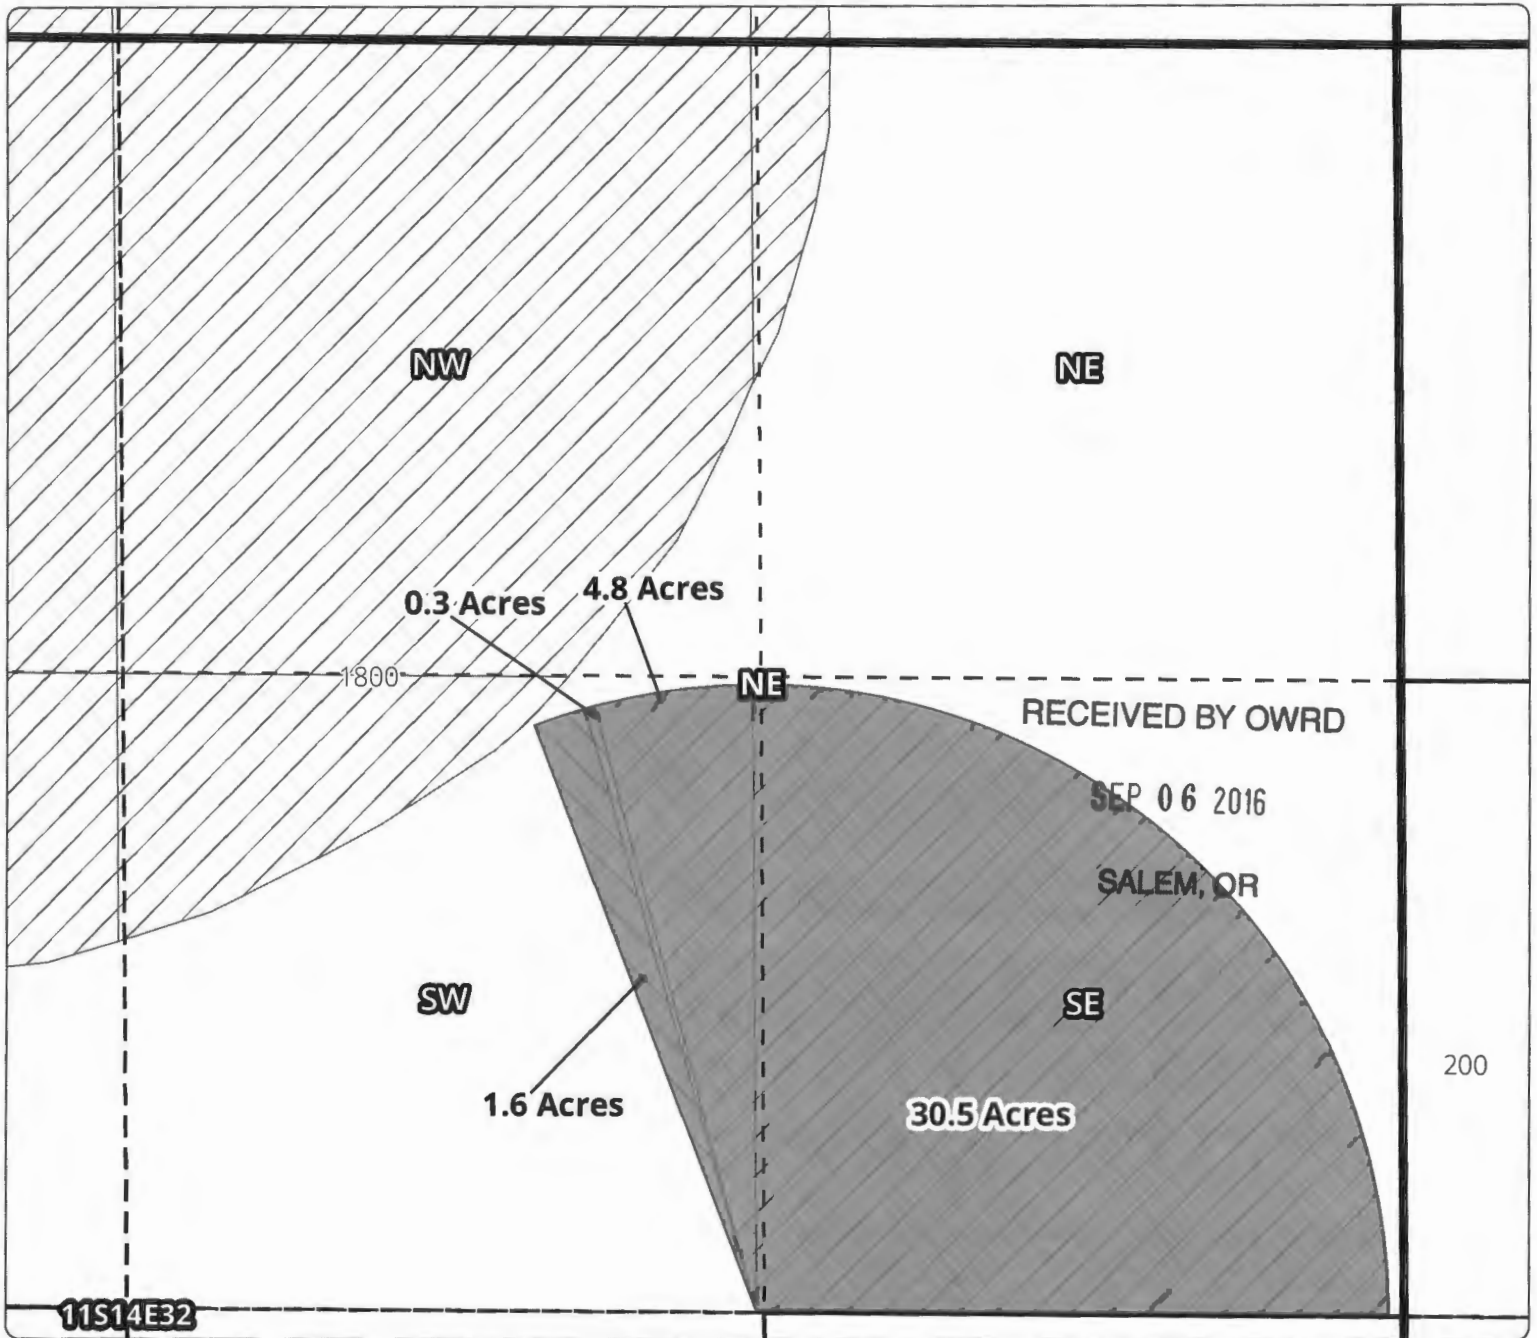 NW
NE
0.3 Acres
4.8 Acres
1800
NE
RECEIVED BY OWRD
SEP 06 2016
SALEM, OR
SW
SE
200
1.6 Acres
30.5 Acres
11S14E32